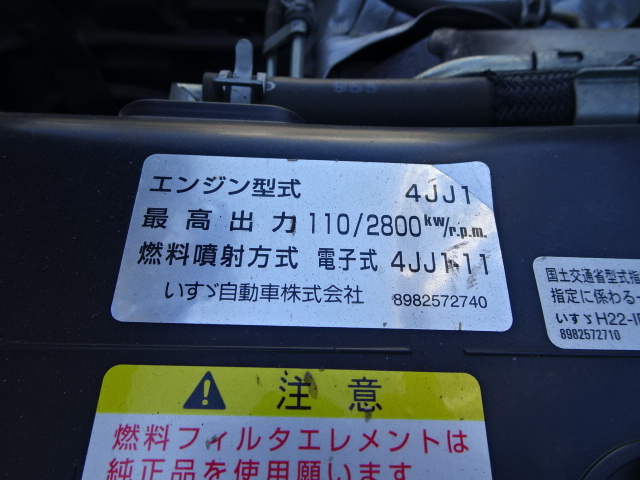 エンジン型式 4JJ1
最高出力 110/2800 kW/r.p.m.
燃料噴射方式 電子式 4JJ1-11
いすゞ自動車株式会社 8982572740
国土交通省型式指
指定に係わる
いすゞH22-
8982572710
注意
燃料フィルタエレメントは
純正品を使用願います